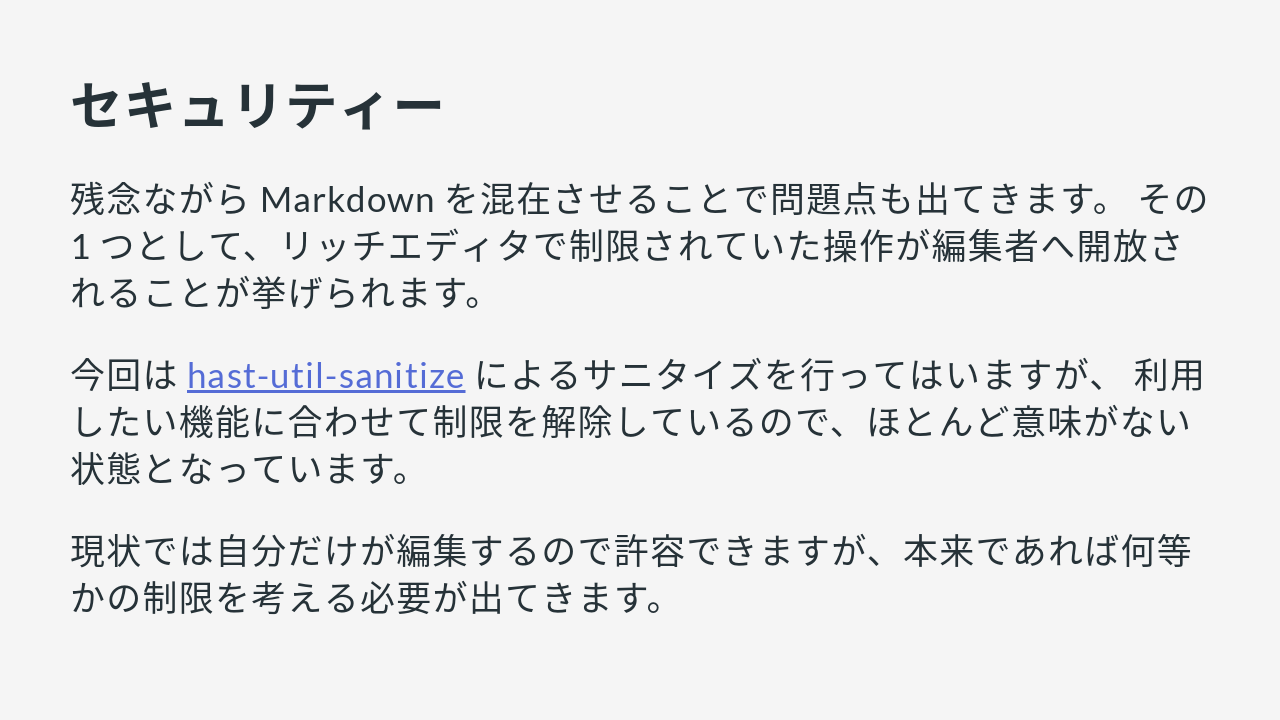 セキュリティー
残念ながら Markdown を混在させることで問題点も出てきます。 その
1 つとして、リッチエディタで制限されていた操作が編集者へ開放さ
れることが挙げられます。
今回は hast-util-sanitize によるサニタイズを行ってはいますが、 利用
したい機能に合わせて制限を解除しているので、ほとんど意味がない
状態となっています。
現状では自分だけが編集するので許容できますが、本来であれば何等
かの制限を考える必要が出てきます。